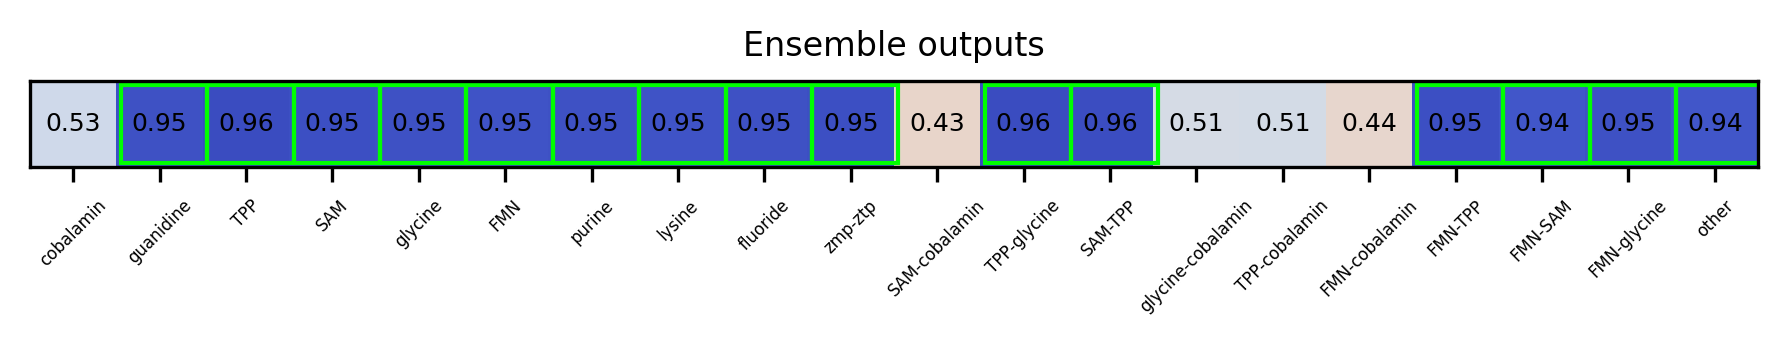 Ensemble outputs
0.53 0.95 0.96 0.95 0.95 0.95 0.95 0.95 0.95 0.95 0.43 0.96 0.96 0.51 0.51 0.44 0.95 0.94 0.95 0.94
cobalamin guanidine TPP SAM glycine FMN purine lysine fluoride zmp-ztp SAM-cobalamin TPP-glycine SAM-TPP glycine-cobalamin TPP-cobalamin FMN-cobalamin FMN-TPP FMN-SAM FMN-glycine other